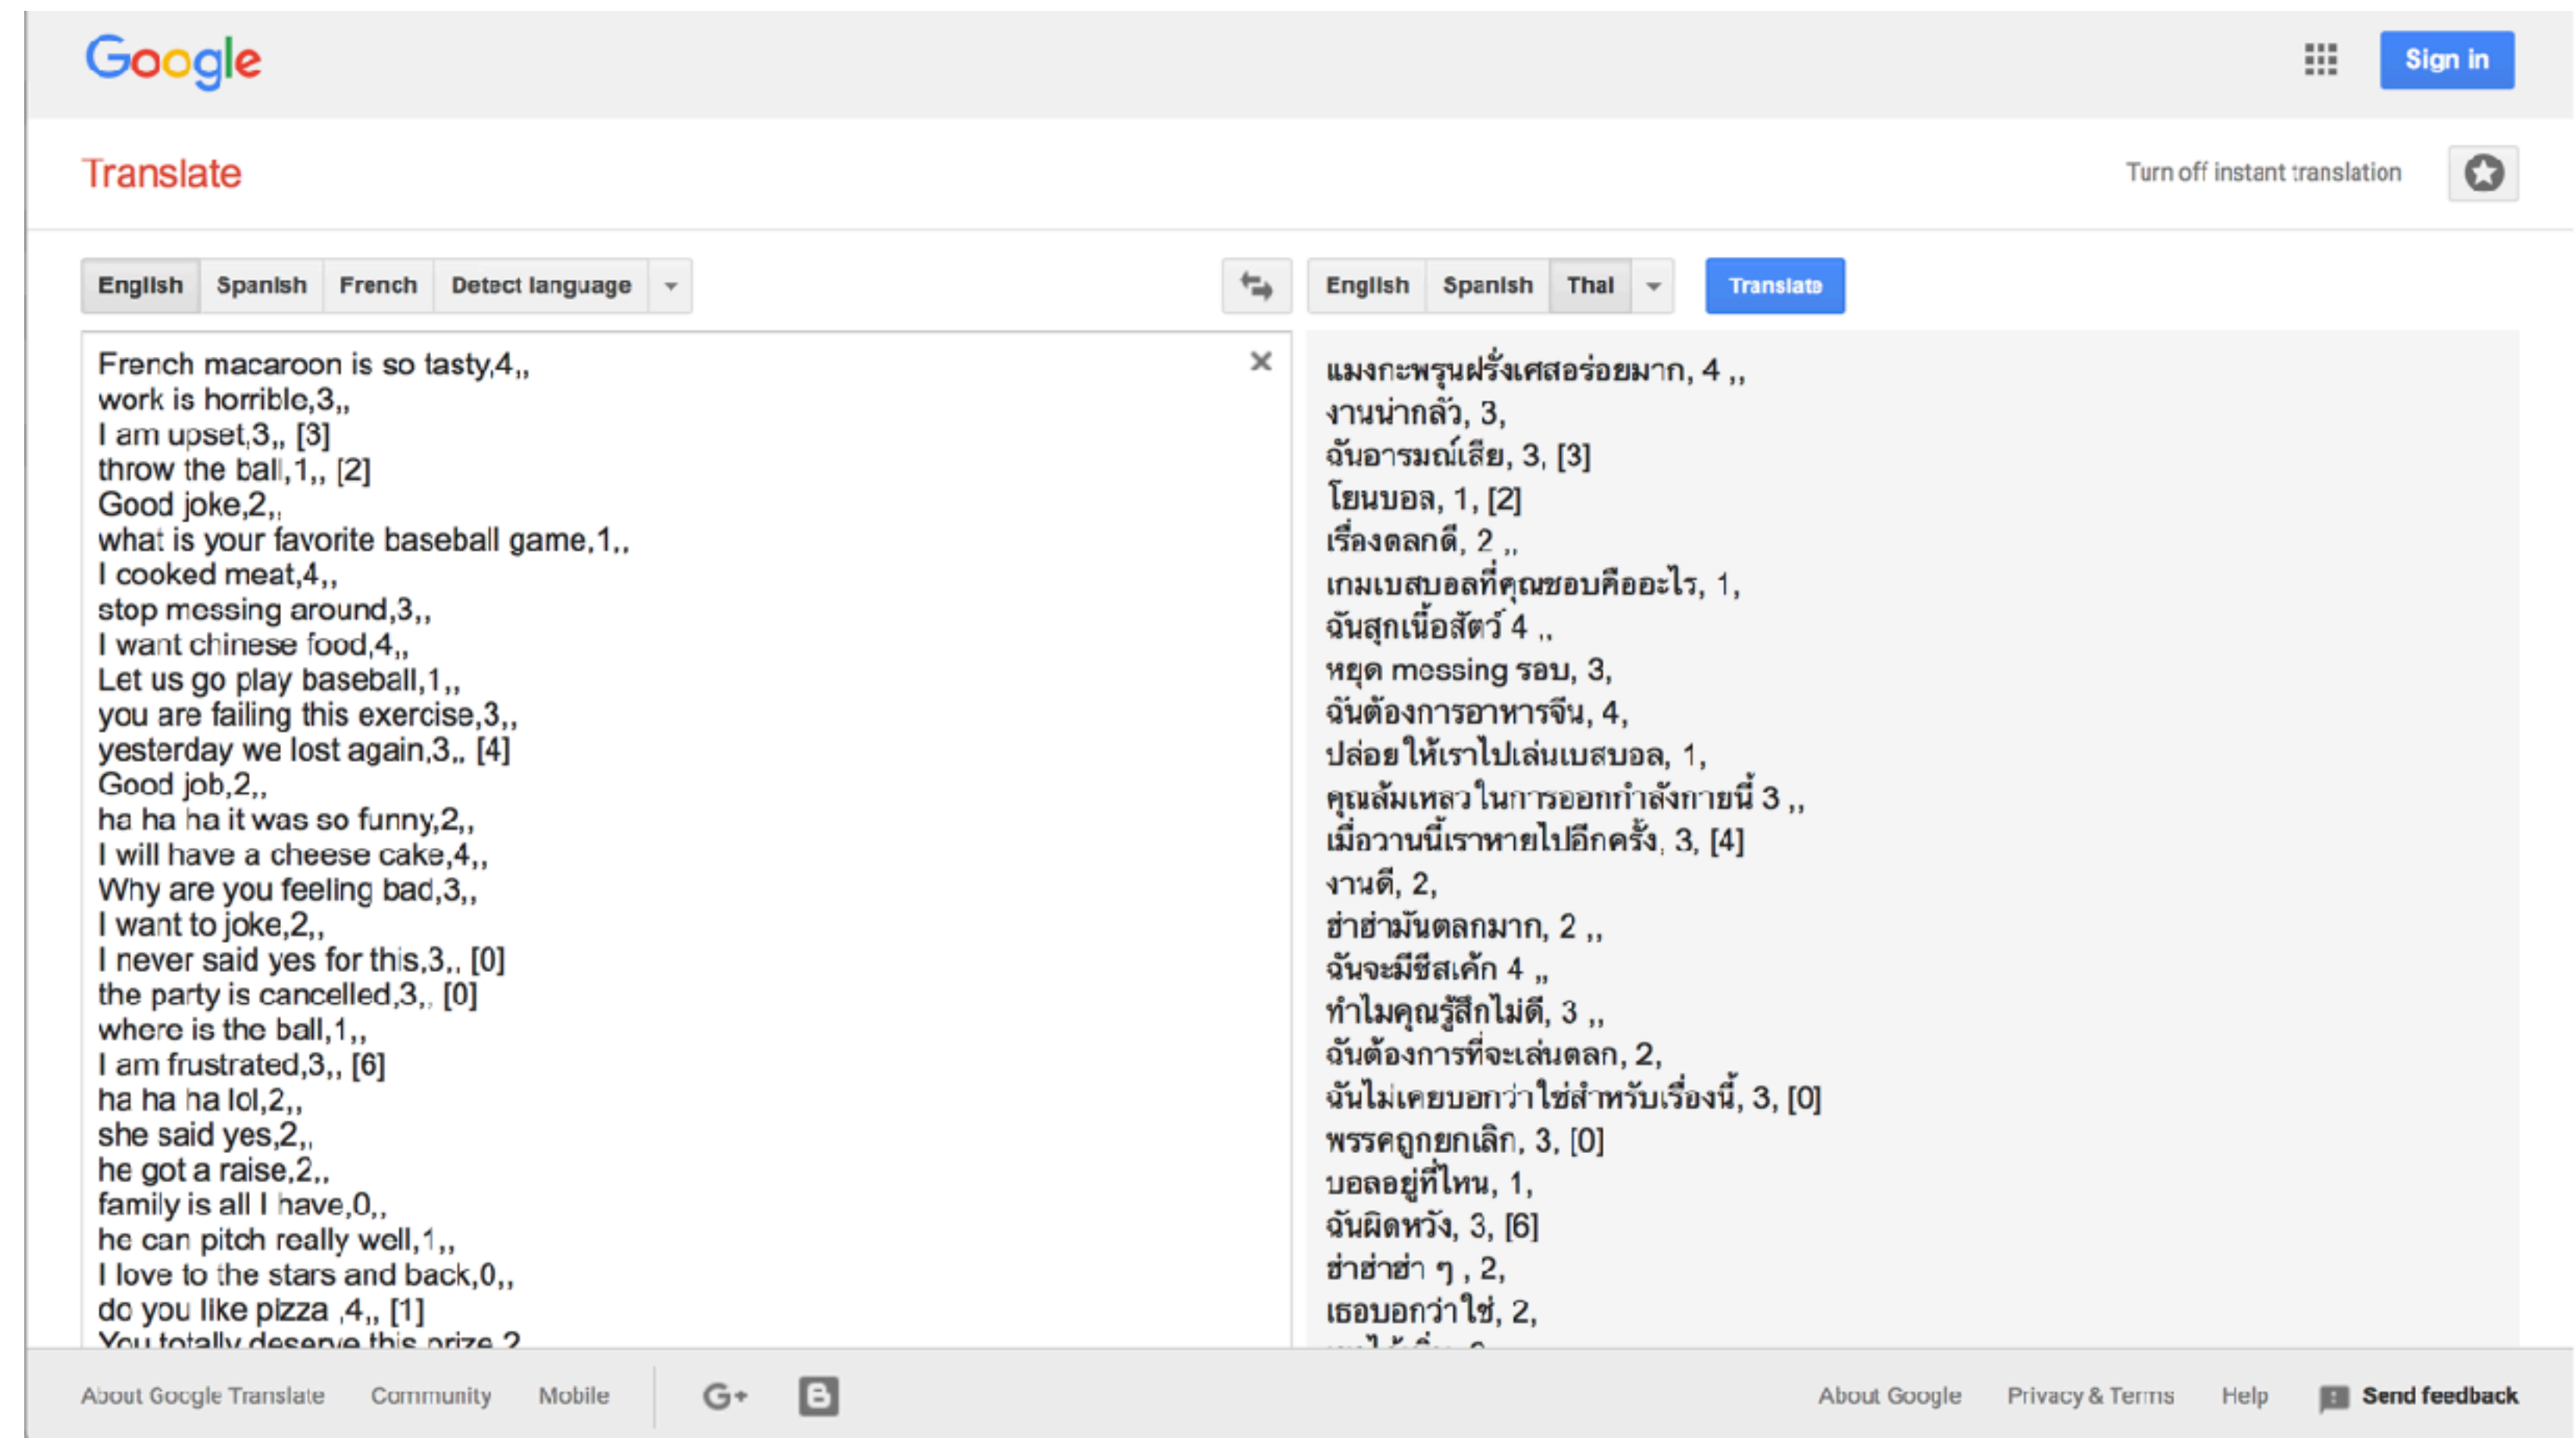 Google
Sign in
Translate
Turn off instant translation
English Spanish French Detect language
English Spanish Thai Translate
French macaroon is so tasty,4,,
work is horrible,3,,
I am upset,3,, [3]
throw the ball,1,, [2]
Good joke,2,,
what is your favorite baseball game,1,,
I cooked meat,4,,
stop messing around,3,,
I want chinese food,4,,
Let us go play baseball,1,,
you are failing this exercise,3,,
yesterday we lost again,3,, [4]
Good job,2,,
ha ha ha it was so funny,2,,
I will have a cheese cake,4,,
Why are you feeling bad,3,,
I want to joke,2,,
I never said yes for this,3,, [0]
the party is cancelled,3,, [0]
where is the ball,1,,
I am frustrated,3,, [6]
ha ha ha lol,2,,
she said yes,2,,
he got a raise,2,,
family is all I have,0,,
he can pitch really well,1,,
I love to the stars and back,0,,
do you like pizza ,4,, [1]
You totally deserve this prize,2
แมงกะพรุนฝรั่งเศสอร่อยมาก, 4 ,,
งานน่ากลัว, 3,
ฉันอารมณ์เสีย, 3, [3]
โยนบอล, 1, [2]
เรื่องตลกดี, 2 ,,
เกมเบสบอลที่คุณชอบคืออะไร, 1,
ฉันสุกเนื้อสัตว์ 4 ,,
หยุด messing รอบ, 3,
ฉันต้องการอาหารจีน, 4,
ปล่อยให้เราไปเล่นเบสบอล, 1,
คุณล้มเหลวในการออกกำลังกายนี้ 3 ,,
เมื่อวานนี้เราหายไปอีกครั้ง, 3, [4]
งานดี, 2,
ฮ่าฮ่ามันตลกมาก, 2 ,,
ฉันจะมีชีสเค้ก 4 ,,
ทำไมคุณรู้สึกไม่ดี, 3 ,,
ฉันต้องการที่จะเล่นตลก, 2,
ฉันไม่เคยบอกว่าใช่สำหรับเรื่องนี้, 3, [0]
พรรคถูกยกเลิก, 3, [0]
บอลอยู่ที่ไหน, 1,
ฉันผิดหวัง, 3, [6]
ฮ่าฮ่าฮ่า ๆ , 2,
เธอบอกว่าใช่, 2,
About Google Translate Community Mobile G+ B
About Google Privacy & Terms Help Send feedback